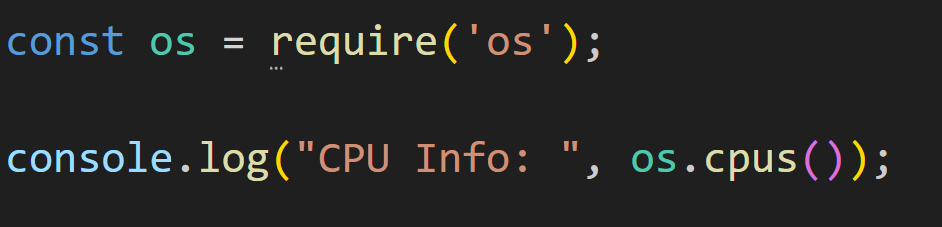 const os = require('os');
console.log("CPU Info: ", os.cpus());